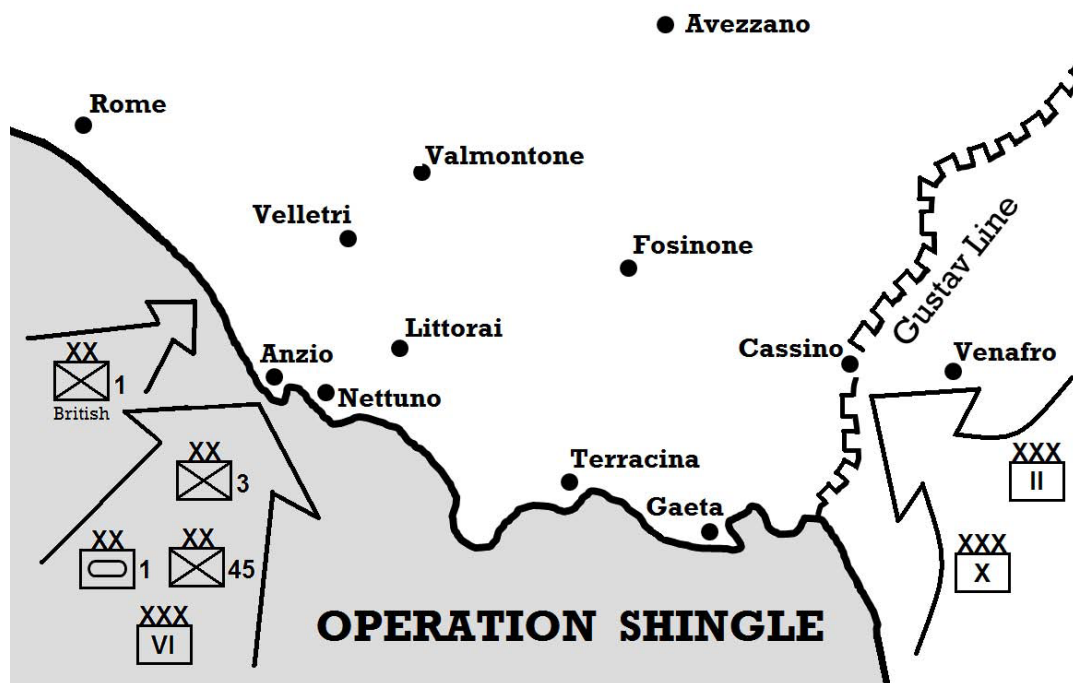 Avezzano
Rome
Valmontone
Velletri
Fosinone
Gustav Line
Littorai
Anzio
Nettuno
Cassino
Venafro
XX
1
British
XX
3
XX
1
XX
45
XXX
VI
Terracina
Gaeta
XXX
II
XXX
X
OPERATION SHINGLE